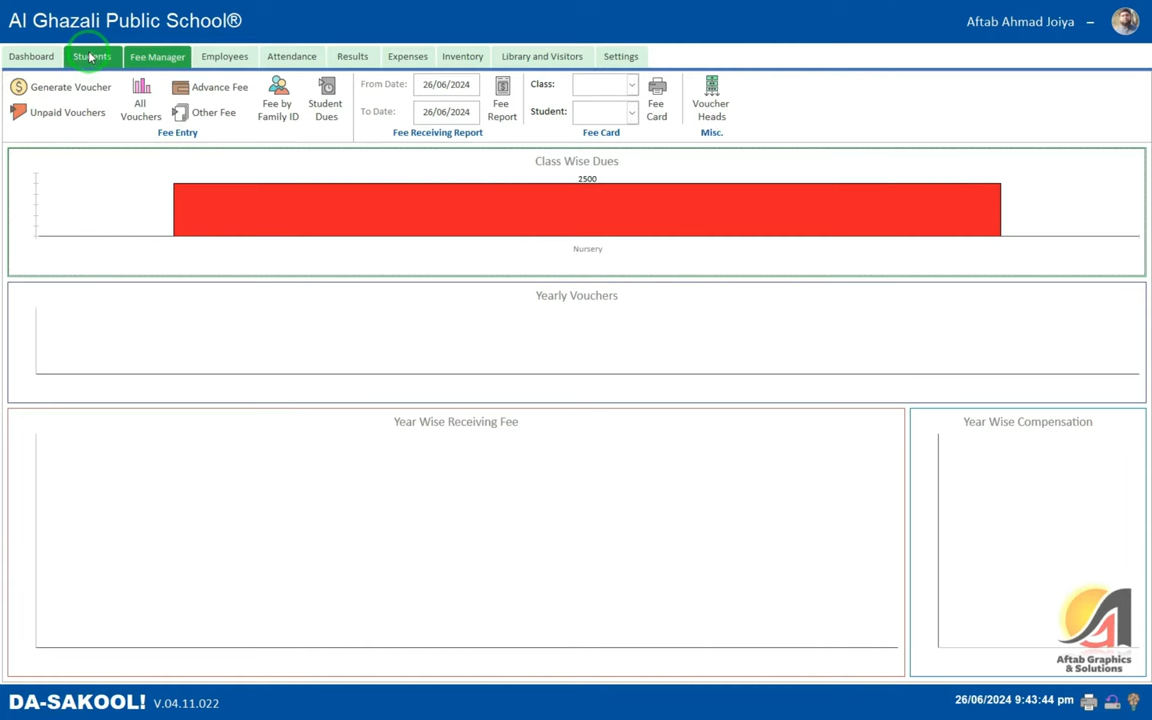 Al Ghazali Public School®
Aftab Ahmad Joiya
Dashboard Students Fee Manager Employees Attendance Results Expenses Inventory Library and Visitors Settings
Generate Voucher
Unpaid Vouchers
All
Vouchers
Advance Fee
Other Fee
Fee by
Family ID
Student
Dues
Fee Entry
From Date: 26/06/2024
To Date: 26/06/2024
Fee
Report
Fee Receiving Report
Class:
Student:
Fee
Card
Fee Card
Voucher
Heads
Misc.
Class Wise Dues
2500
Nursery
Yearly Vouchers
Year Wise Receiving Fee
Year Wise Compensation
Aftab Graphics
& Solutions
DA-SAKOOL! V.04.11.022
26/06/2024 9:43:44 pm